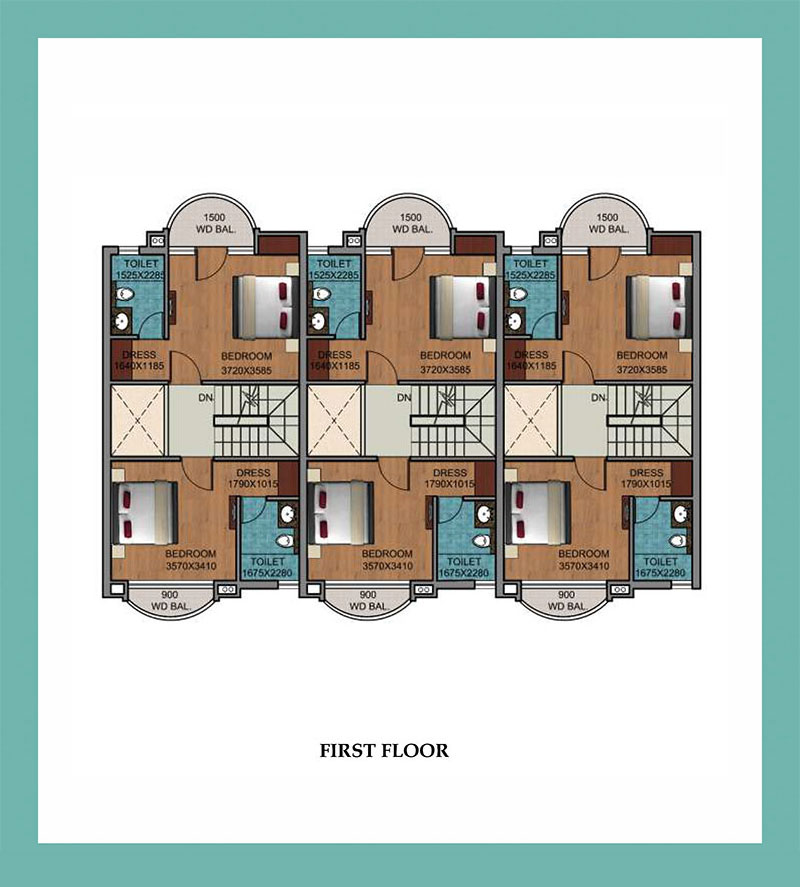 1500
WD BAL.
1500
WD BAL.
1500
WD BAL.
TOILET
1525X2285
TOILET
1525X2285
TOILET
1525X2285
DRESS
1640X1185
BEDROOM
3720X3585
DRESS
1640X1185
BEDROOM
3720X3585
DRESS
1640X1185
BEDROOM
3720X3585
DN
DN
DN
DRESS
1790X1015
DRESS
1790X1015
DRESS
1790X1015
BEDROOM
3570X3410
TOILET
1675X2280
BEDROOM
3570X3410
TOILET
1675X2280
BEDROOM
3570X3410
TOILET
1675X2280
900
WD BAL.
900
WD BAL.
900
WD BAL.
FIRST FLOOR